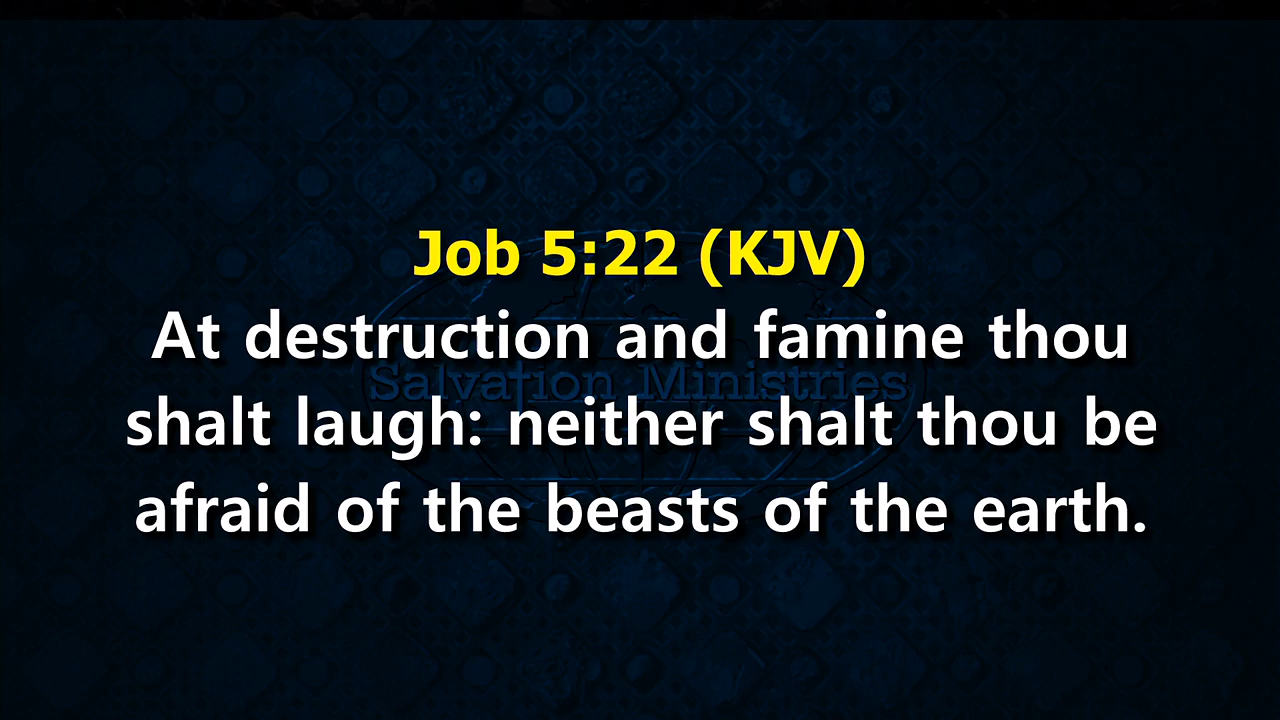 Job 5:22 (KJV)
At destruction and famine thou
Salvation Ministries
shalt laugh: neither shalt thou be
afraid of the beasts of the earth.